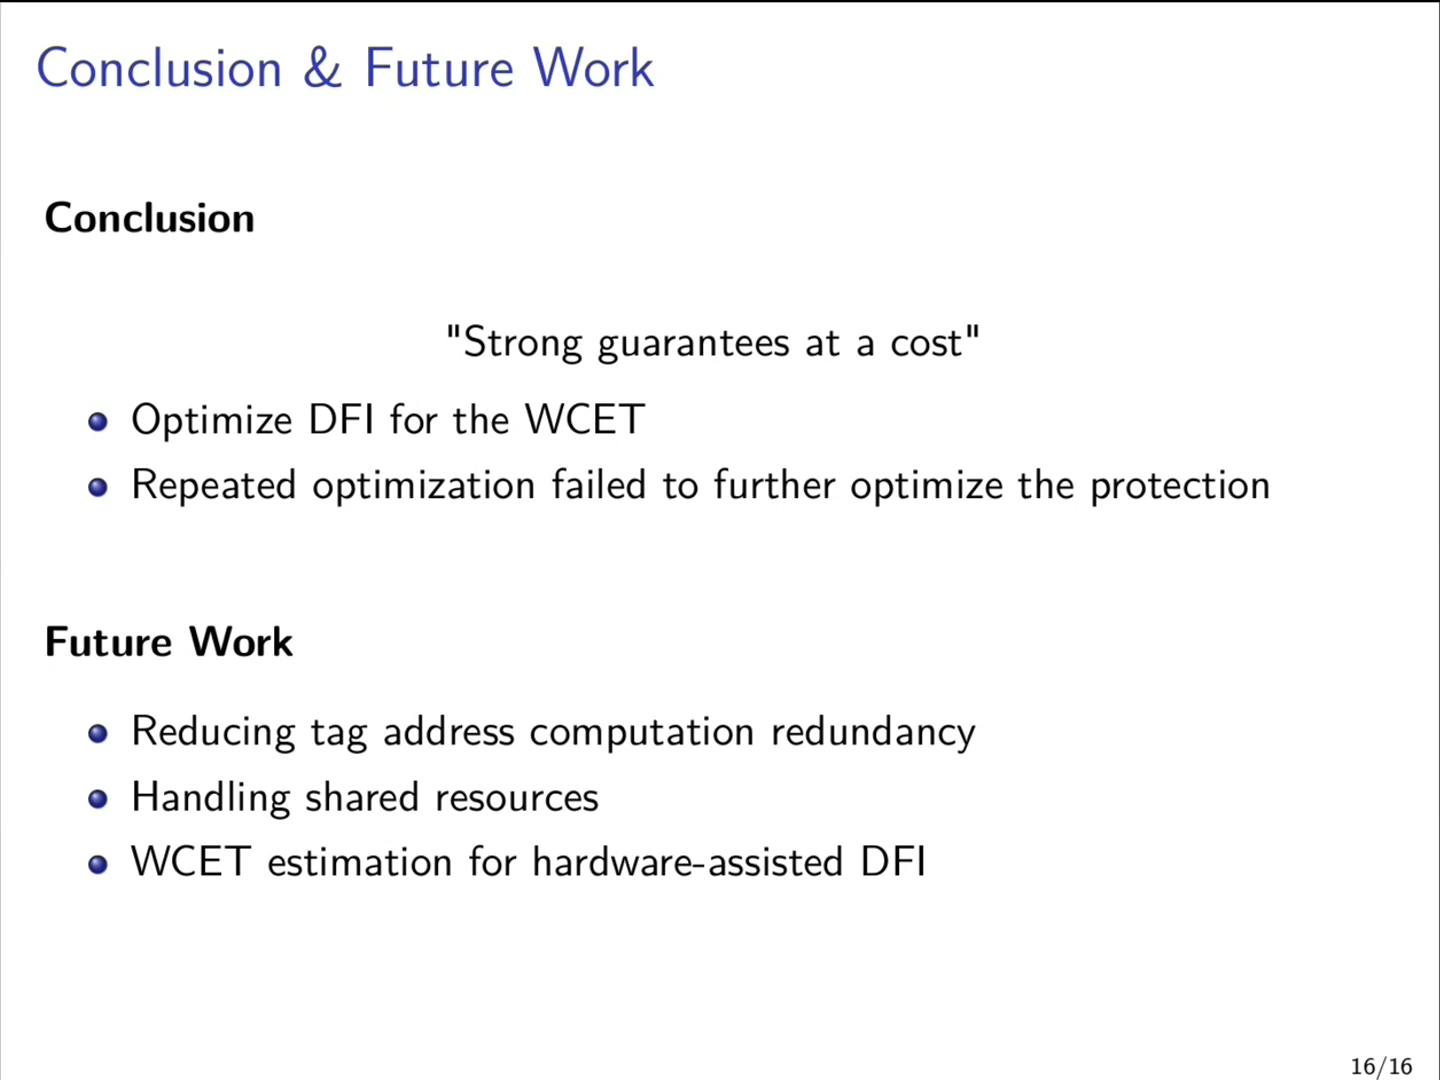 Conclusion & Future Work
Conclusion
"Strong guarantees at a cost"
Optimize DFI for the WCET
Repeated optimization failed to further optimize the protection
Future Work
Reducing tag address computation redundancy
Handling shared resources
WCET estimation for hardware-assisted DFI
16/16